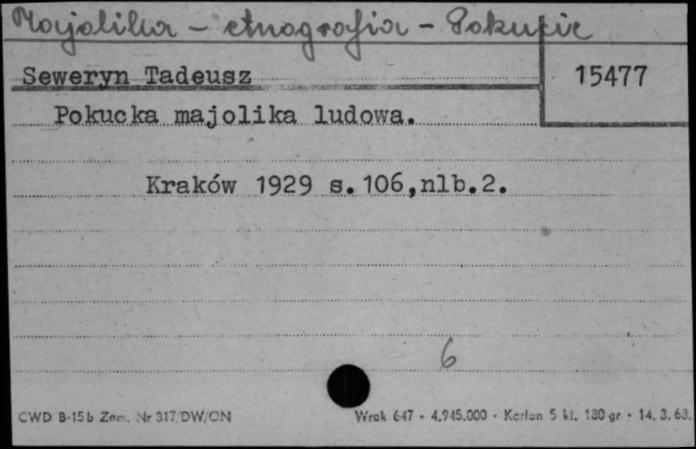 Majolika - etnografia - Pokucie
Seweryn Tadeusz
15477
Pokucka majolika ludowa.
Kraków 1929 s.106,nlb.2.
6
CWD B-15b Zam. Nr 317/DW/ON Wrok 647 - 4.945.000 - Karton 5 kl. 180 gr - 14. 3. 63.